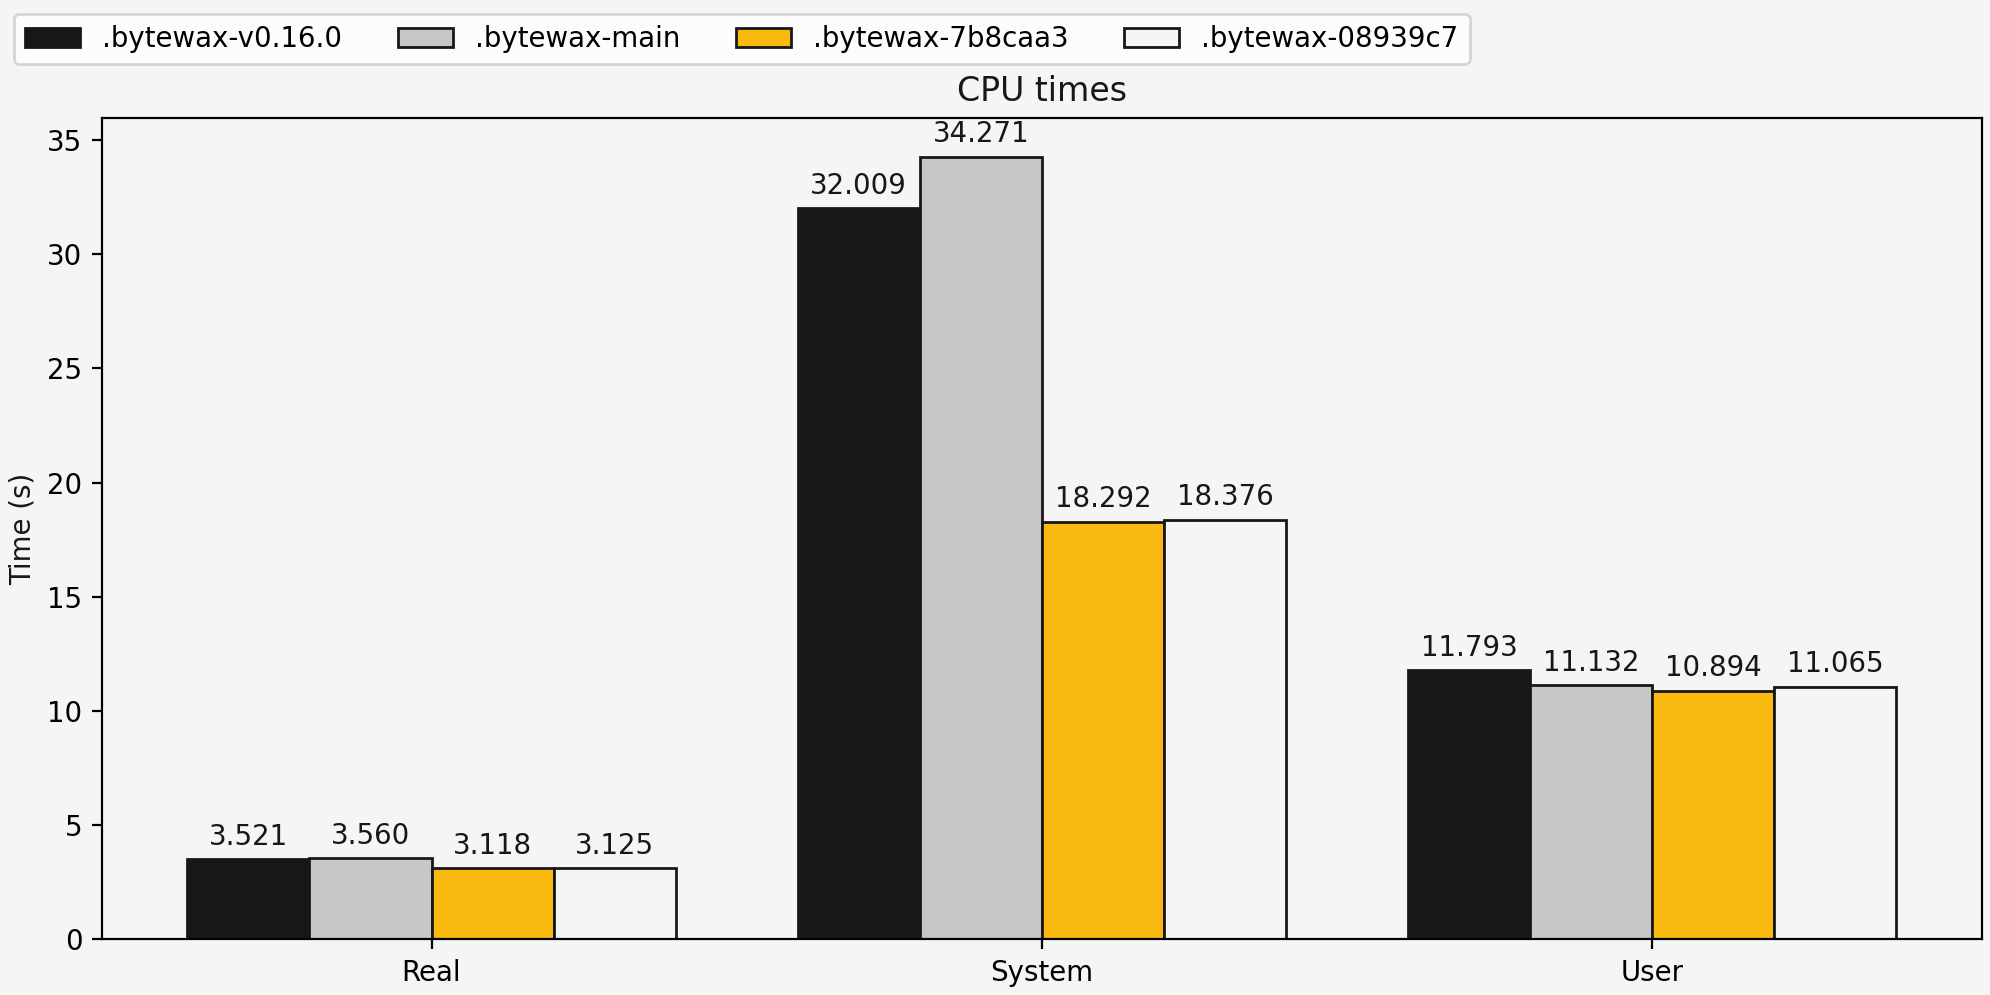 .bytewax-v0.16.0 .bytewax-main .bytewax-7b8caa3 .bytewax-08939c7
CPU times
Time (s)
35
30
25
20
15
10
5
0
3.521 3.560 3.118 3.125
32.009 34.271 18.292 18.376
11.793 11.132 10.894 11.065
Real System User